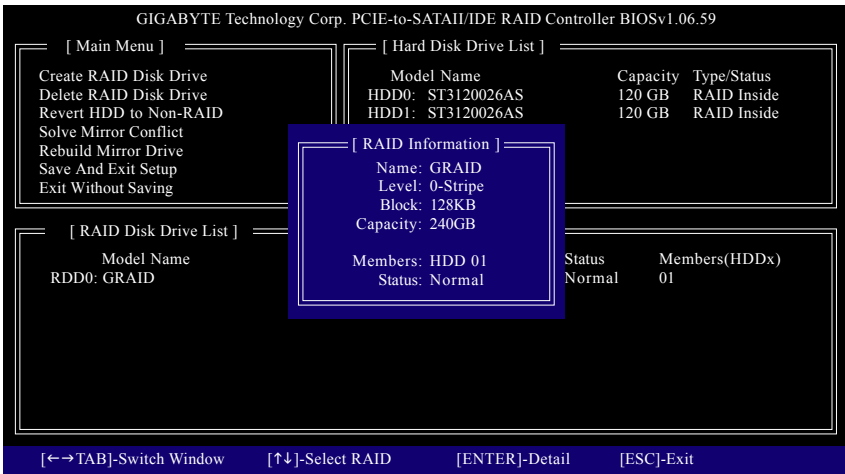 GIGABYTE Technology Corp. PCIE-to-SATAII/IDE RAID Controller BIOSv1.06.59
[ Main Menu ]
Create RAID Disk Drive
Delete RAID Disk Drive
Revert HDD to Non-RAID
Solve Mirror Conflict
Rebuild Mirror Drive
Save And Exit Setup
Exit Without Saving
[ Hard Disk Drive List ]
Model Name Capacity Type/Status
HDD0: ST3120026AS 120 GB RAID Inside
HDD1: ST3120026AS 120 GB RAID Inside
[ RAID Information ]
Name: GRAID
Level: 0-Stripe
Block: 128KB
Capacity: 240GB
Members: HDD 01
Status: Normal
[ RAID Disk Drive List ]
Model Name Status Members(HDDx)
RDD0: GRAID Normal 01
[←→TAB]-Switch Window [↑↓]-Select RAID [ENTER]-Detail [ESC]-Exit